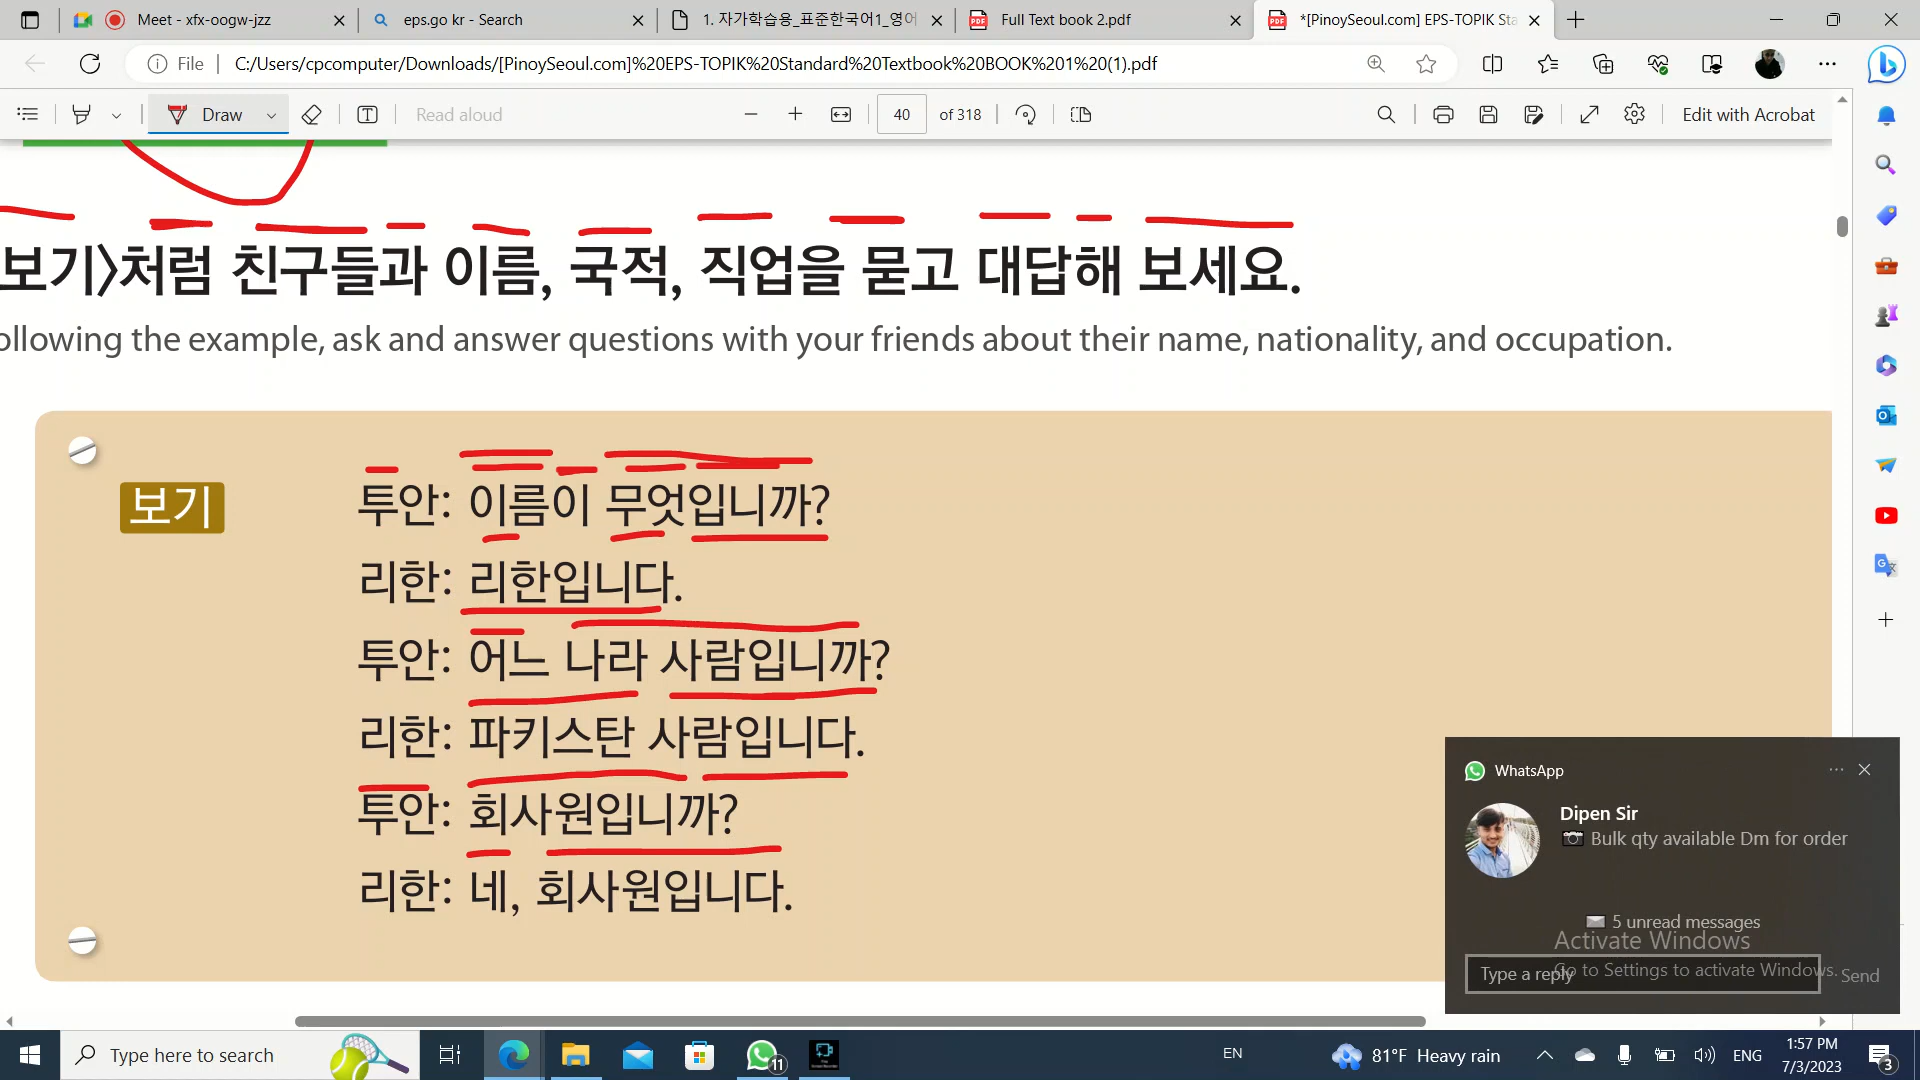 Meet - xfx-oogw-jzz
eps.go kr - Search
1. 자가학습용_표준한국어1_영어
Full Text book 2.pdf
*[PinoySeoul.com] EPS-TOPIK Sta
File
C:/Users/cpcomputer/Downloads/[PinoySeoul.com]%20EPS-TOPIK%20Standard%20Textbook%20BOOK%201%20(1).pdf
Draw
Read aloud
40 of 318
Edit with Acrobat
보기〉처럼 친구들과 이름, 국적, 직업을 묻고 대답해 보세요.
ollowing the example, ask and answer questions with your friends about their name, nationality, and occupation.
보기
투안: 이름이 무엇입니까?
리한: 리한입니다.
투안: 어느 나라 사람입니까?
리한: 파키스탄 사람입니다.
투안: 회사원입니까?
리한: 네, 회사원입니다.
WhatsApp
Dipen Sir
Bulk qty available Dm for order
5 unread messages
Activate Windows
Go to Settings to activate Windows.
Type a reply
Send
Type here to search
11
EN
81°F Heavy rain
ENG
1:57 PM
7/3/2023
3